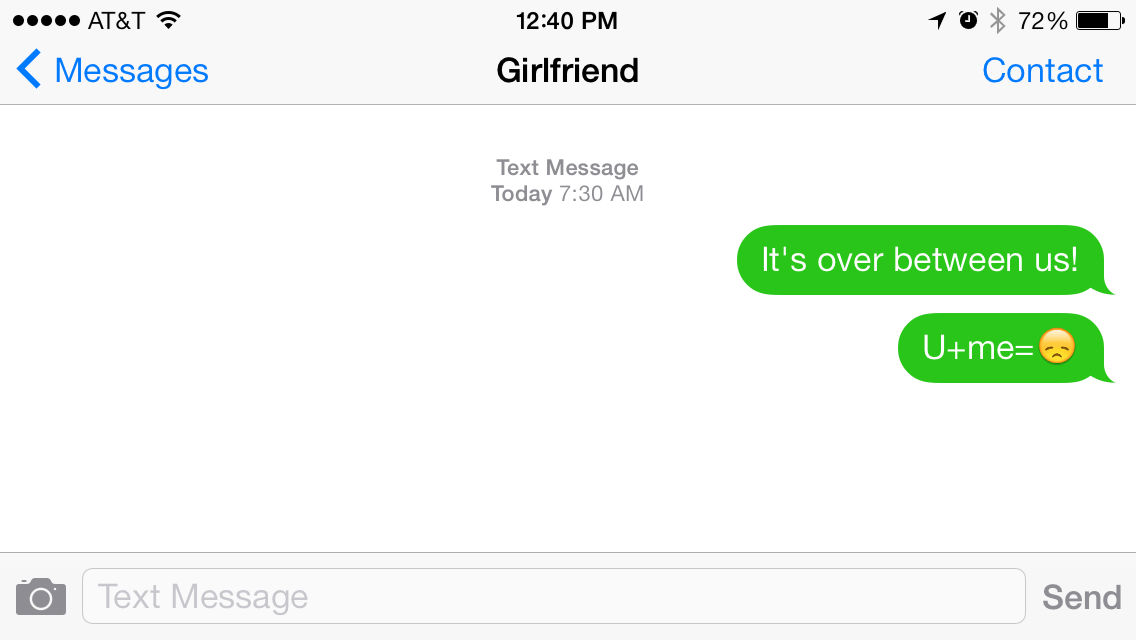 AT&T 12:40 PM 72%
Messages Girlfriend Contact
Text Message
Today 7:30 AM
It's over between us!
U+me=😞
Text Message Send